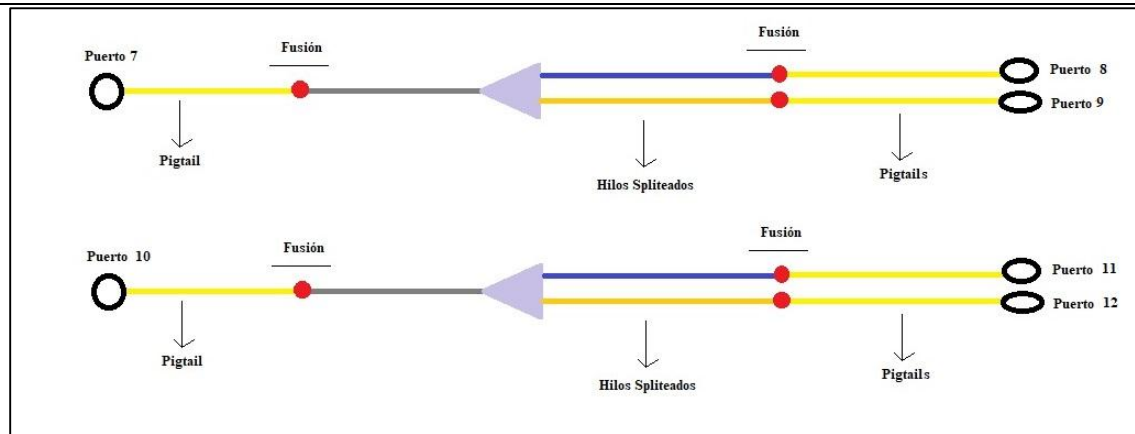 Puerto 7
Fusión
Fusión
Puerto 8
Puerto 9
Pigtail
Hilos Spliteados
Pigtails
Puerto 10
Fusión
Fusión
Puerto 11
Puerto 12
Pigtail
Hilos Spliteados
Pigtails